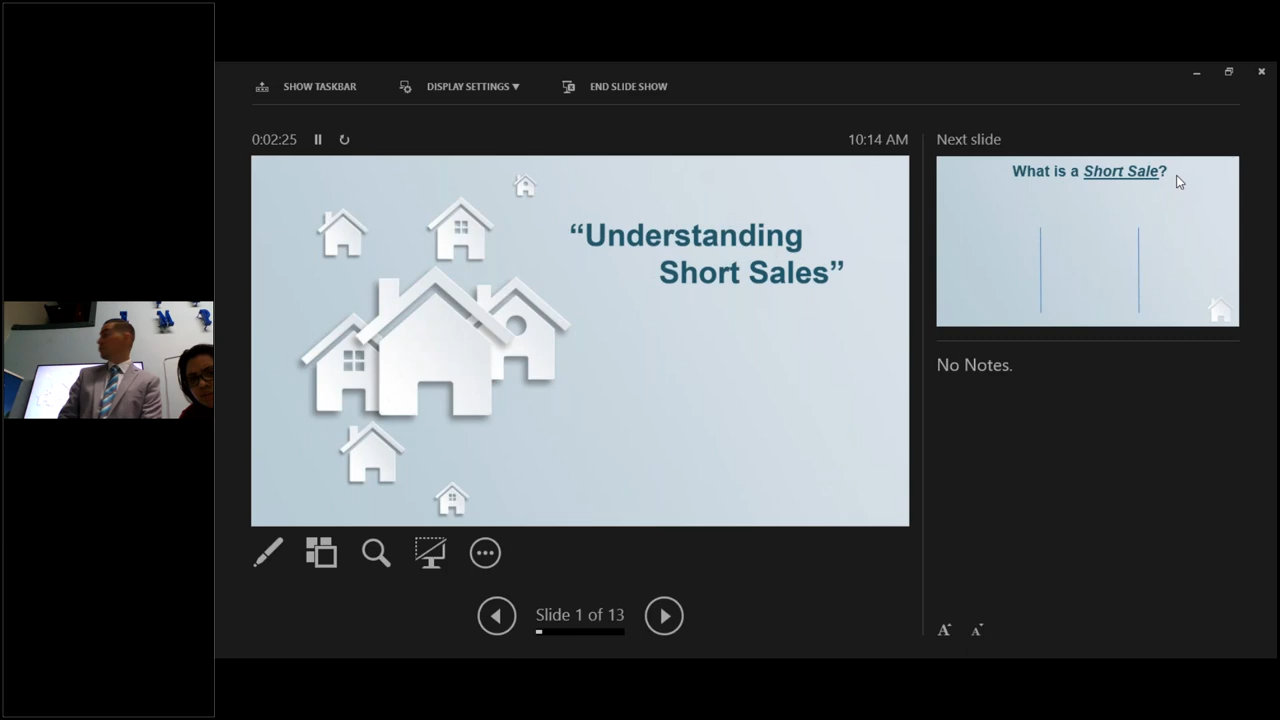 SHOW TASKBAR
DISPLAY SETTINGS ▼
END SLIDE SHOW
0:02:25
10:14 AM
Next slide
“Understanding
Short Sales”
What is a Short Sale?
No Notes.
Slide 1 of 13